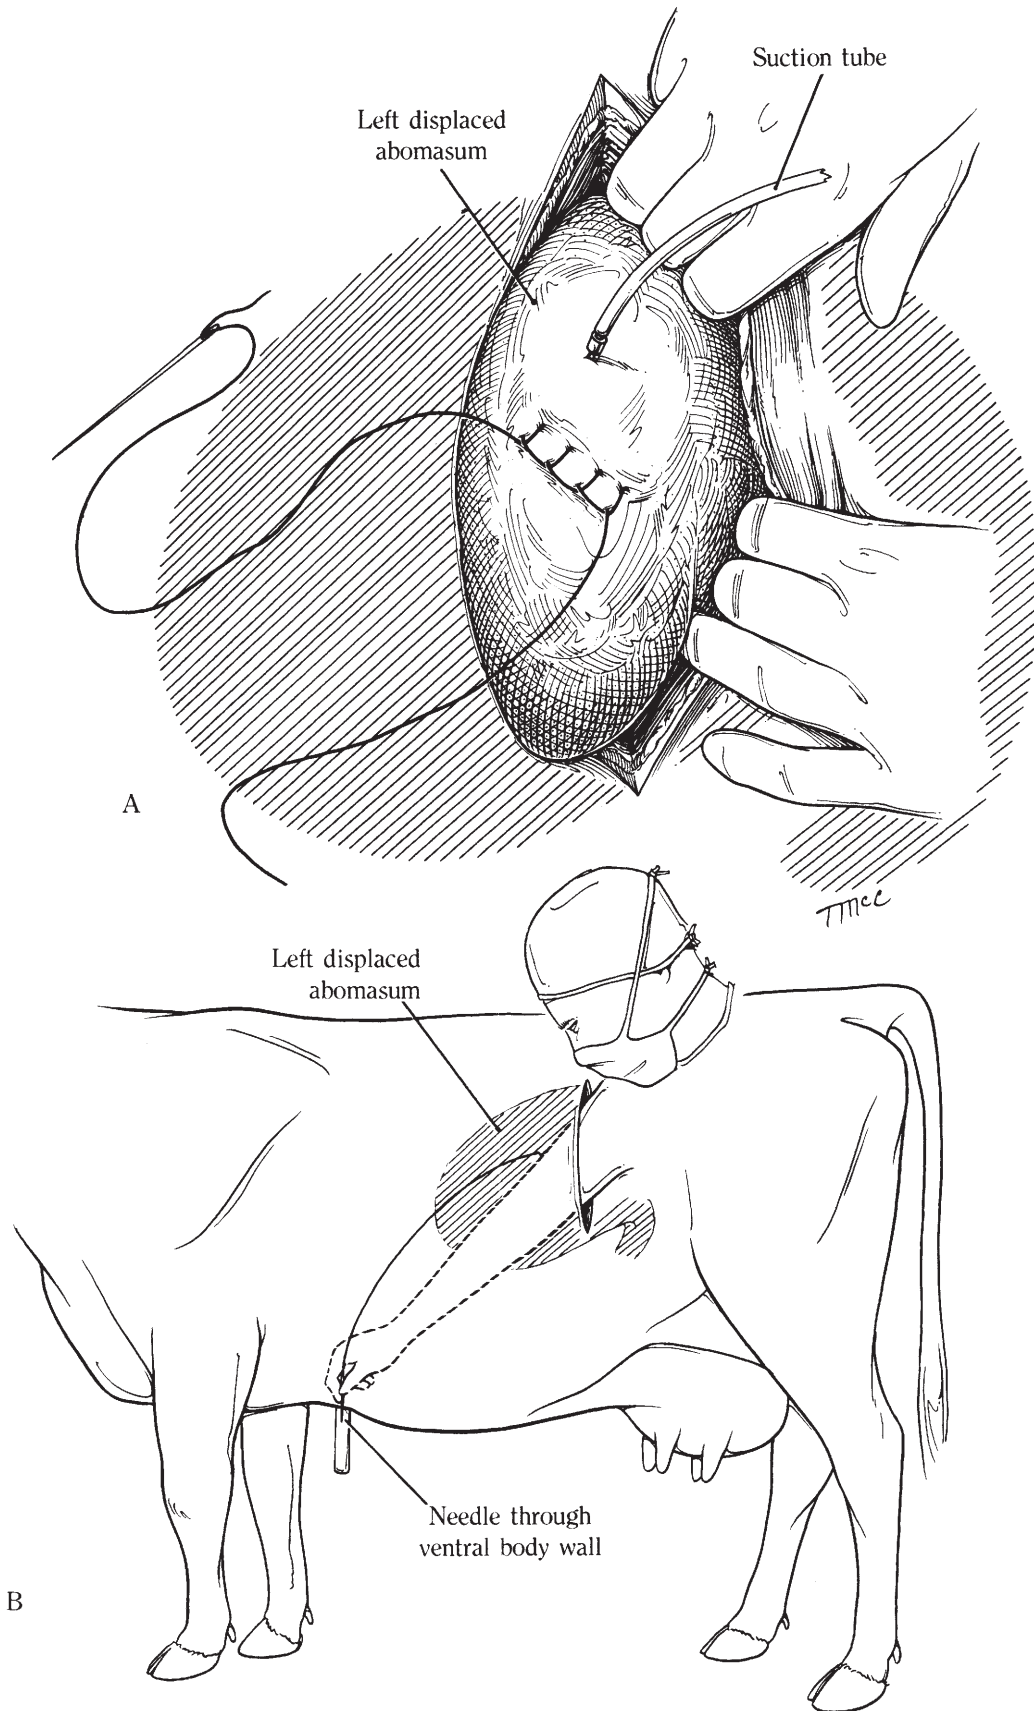 Suction tube
Left displaced
abomasum
A
TMcC
Left displaced
abomasum
Needle through
ventral body wall
B